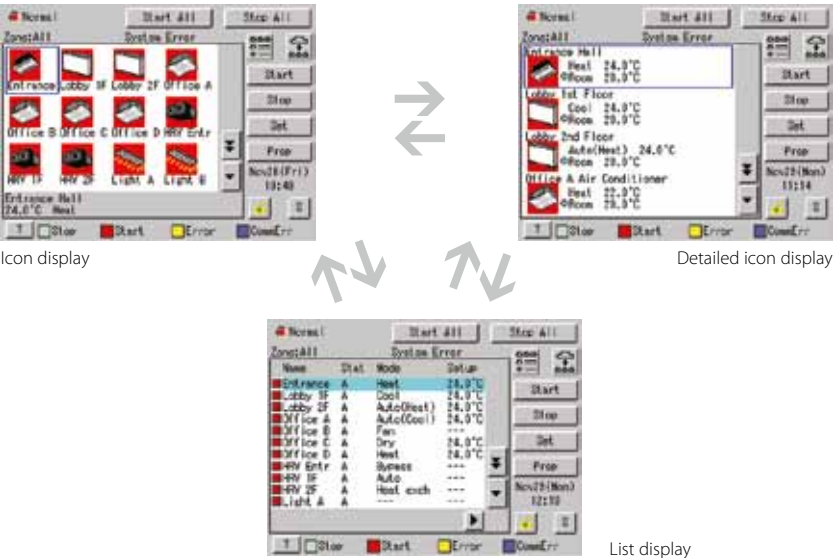 Normal Start All Stop All
Zone:All System Error
Entrance Lobby 1F Lobby 2F Office A
Start
Stop
Office B Office C Office D HRV Entr
Set
Prop
HRV 1F HRV 2F Light A Light B
Nov28(Fri)
Entrance Hall
24.0°C Heat
? Stop Start Error CommErr
Icon display
Normal Start All Stop All
Zone:All System Error
Entrance Hall
Heat 24.0°C
Room 20.0°C
Start
Lobby 1st Floor
Cool 24.0°C
Room 20.0°C
Stop
Lobby 2nd Floor
Set
Auto(Heat) 24.0°C
Room 20.0°C
Prop
Office A Air Conditioner
Heat 22.0°C
11:14
? Stop Start Error CommErr
Detailed icon display
Normal Start All Stop All
Zone:All System Error
Name Stat Mode Setup
Entrance A Heat 24.0°C
Lobby 1F A Cool 24.0°C
Lobby 2F A Auto(Heat) 24.0°C
Office A A Auto(Cool) 24.0°C
Office B A Fan ---
Office C A Dry 24.0°C
Office D A Heat 24.0°C
HRV Entr A Bypass ---
HRV 1F A Auto ---
HRV 2F A Heat exch ---
Light A A --- ---
Start
Stop
Set
Prop
? Stop Start Error CommErr
List display